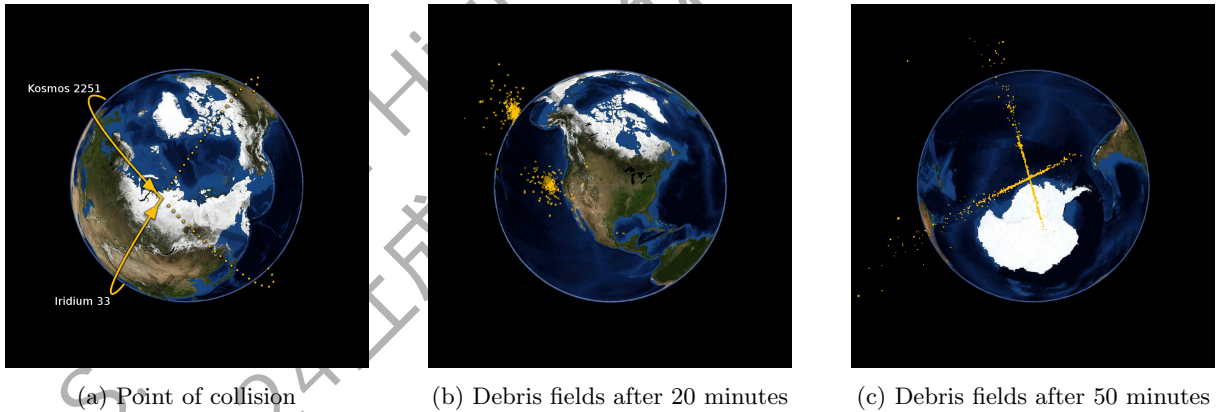 Kosmos 2251
Iridium 33
(a) Point of collision
(b) Debris fields after 20 minutes
(c) Debris fields after 50 minutes